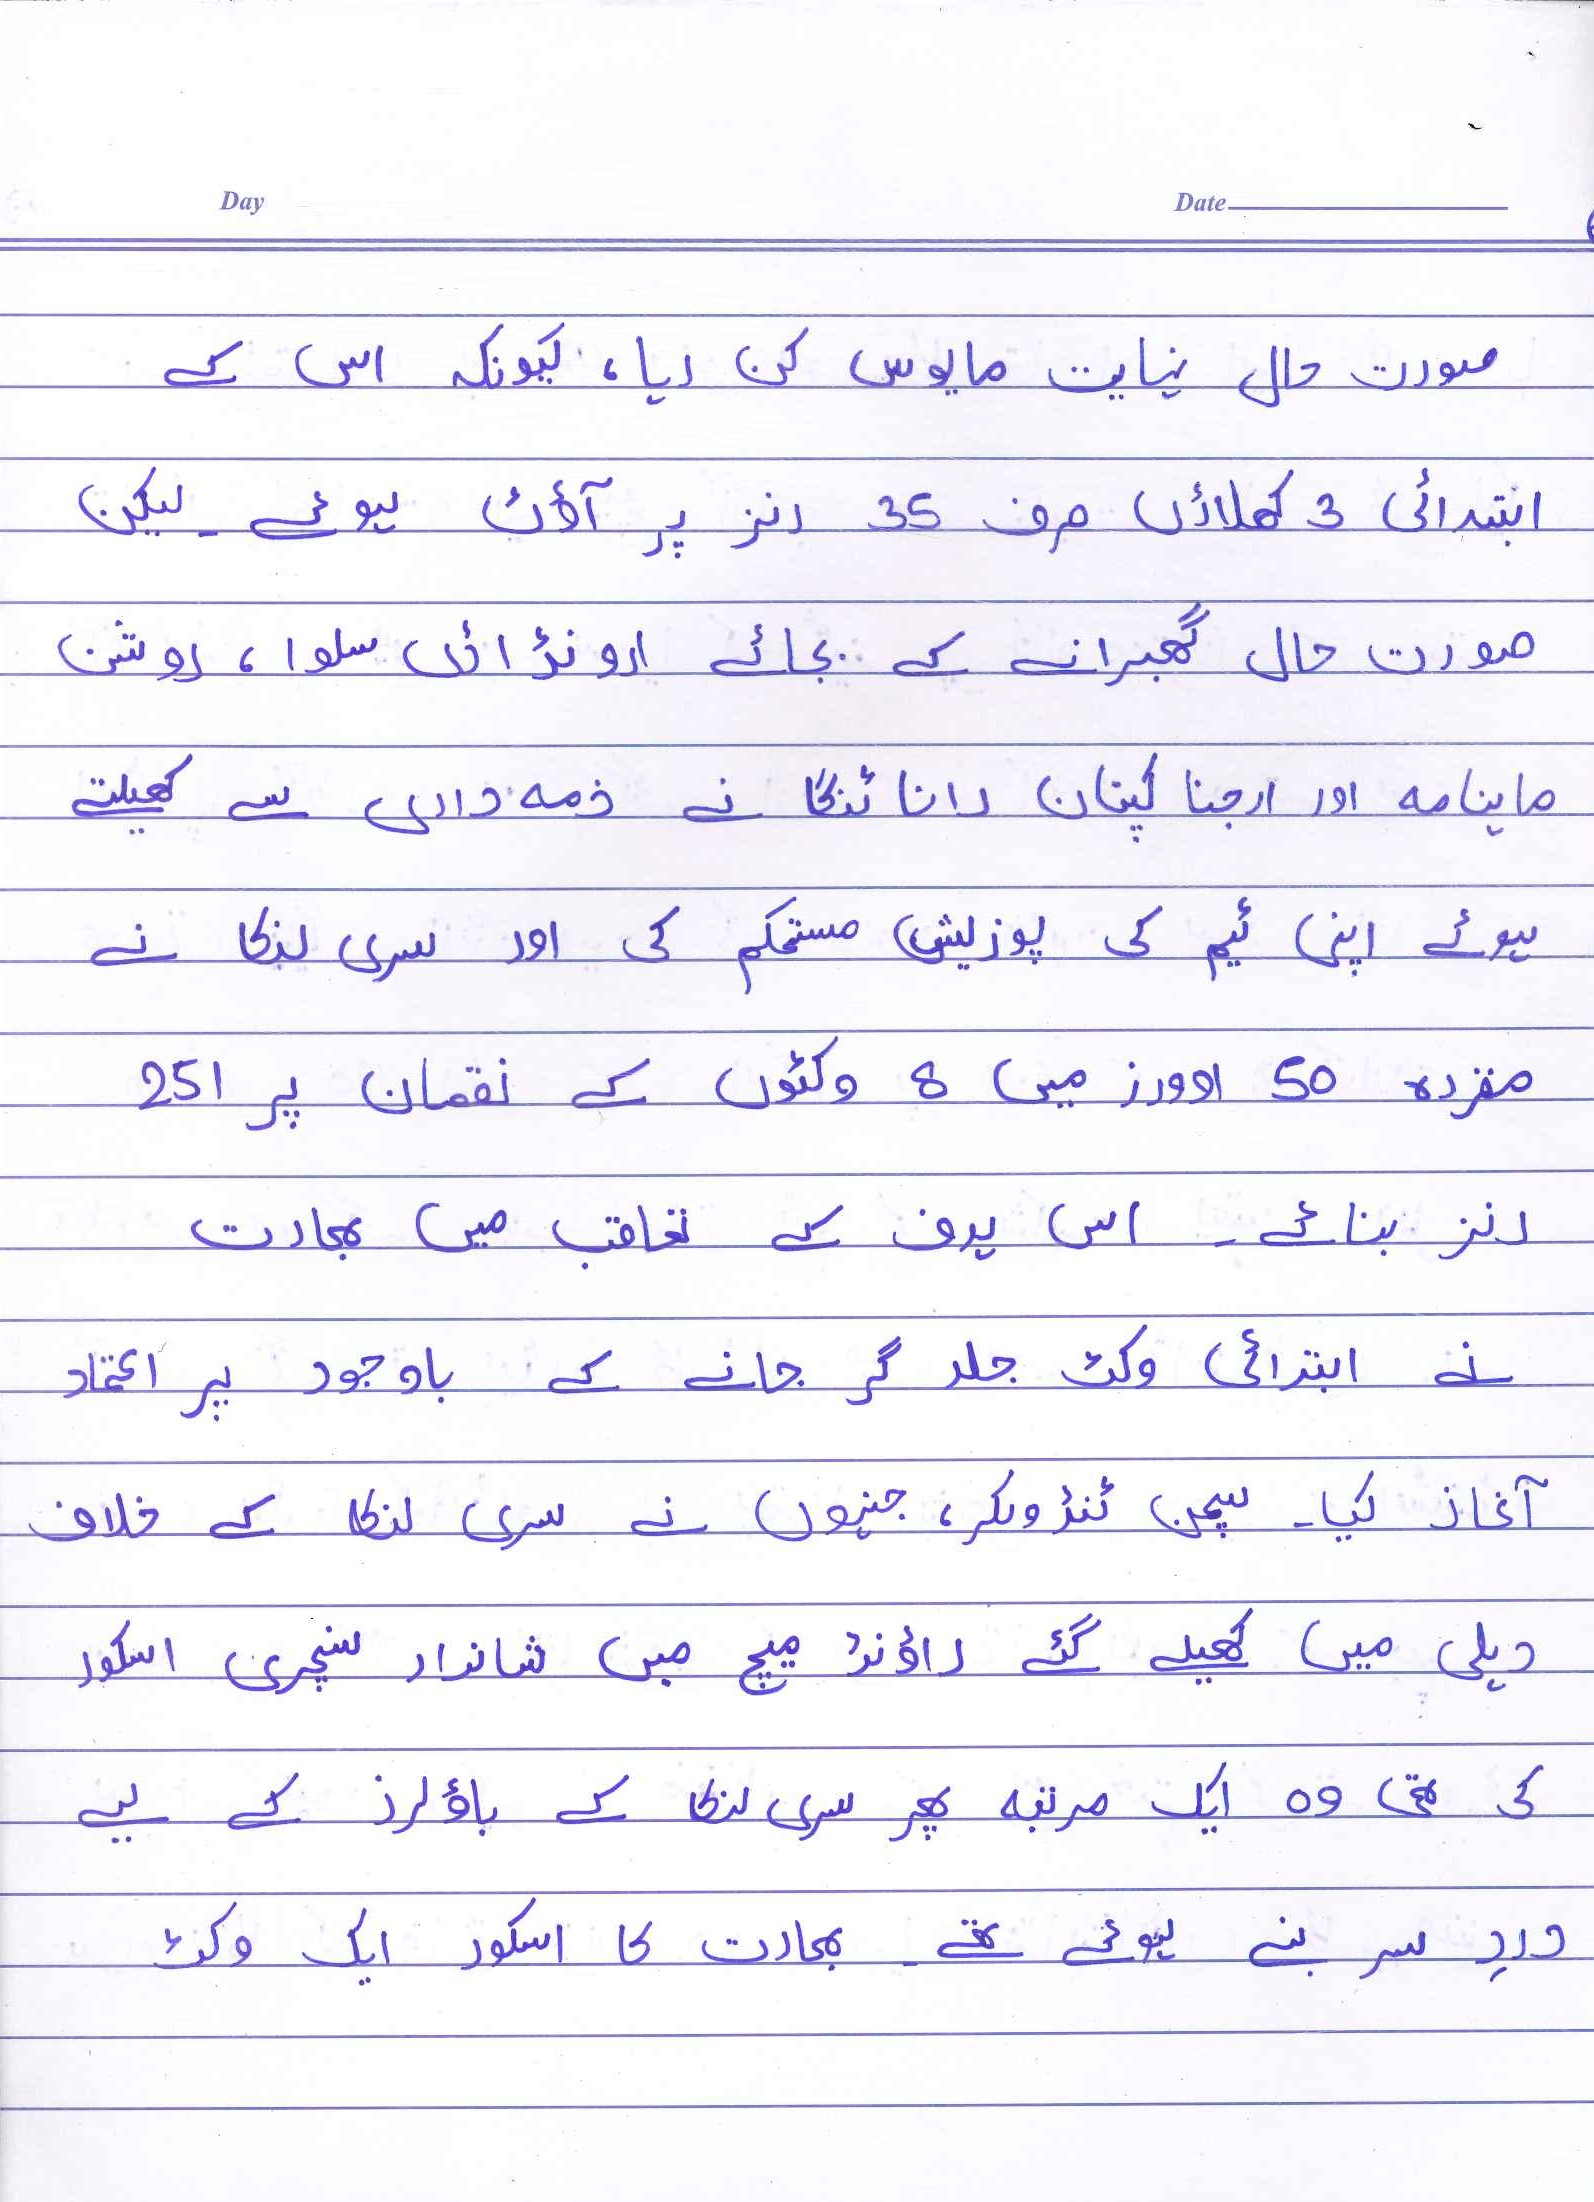 Day Date
صورت حال نہایت مایوس کن رہا، کیونکہ اس کے
ابتدائی 3 کھلاڑی صرف 35 رنز پر آؤٹ ہوئے۔ لیکن
صورت حال گھبرانے کے بجائے اروندا ڈی سلوا، روشن
ماہنامہ اور ارجنا کپتان رانا ٹنگا نے ذمہ داری سے کھیلتے
ہوئے اپنی ٹیم کی پوزیشن مستحکم کی اور سری لنکا نے
مقررہ 50 اوورز میں 8 وکٹوں کے نقصان پر 251
رنز بنائے۔ اس ہدف کے تعاقب میں بھارت
نے ابتدائی وکٹ جلد گر جانے کے باوجود پر اعتماد
آغاز کیا۔ سچن ٹنڈولکر، جنہوں نے سری لنکا کے خلاف
دہلی میں کھیلے گئے راؤنڈ میچ میں شاندار سنچری اسکور
کی تھی وہ ایک مرتبہ پھر سری لنکا کے باؤلرز کے لیے
دردِ سر بنے ہوئے تھے۔ بھارت کا اسکور ایک وکٹ